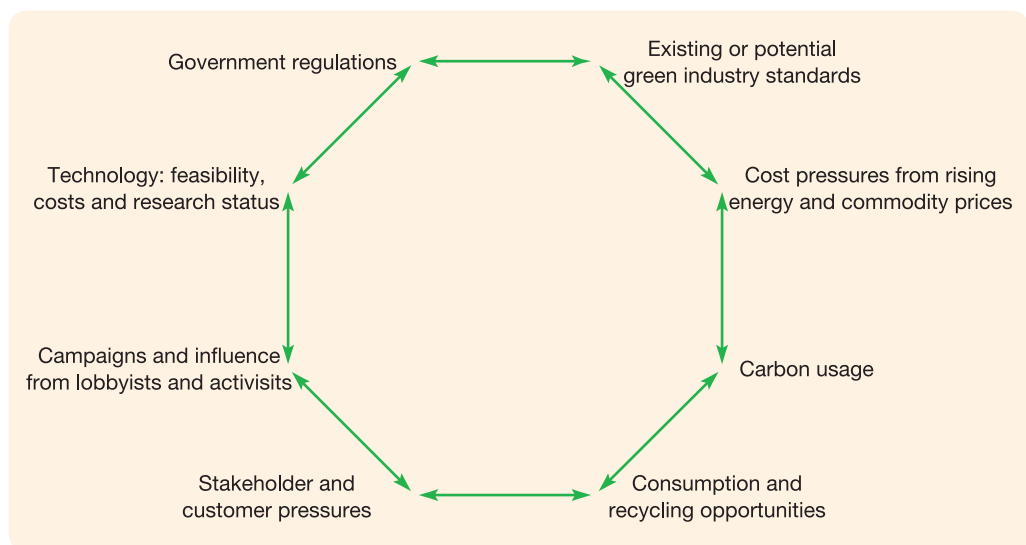 Government regulations
Existing or potential
green industry standards
Technology: feasibility,
costs and research status
Cost pressures from rising
energy and commodity prices
Campaigns and influence
from lobbyists and activisits
Carbon usage
Stakeholder and
customer pressures
Consumption and
recycling opportunities